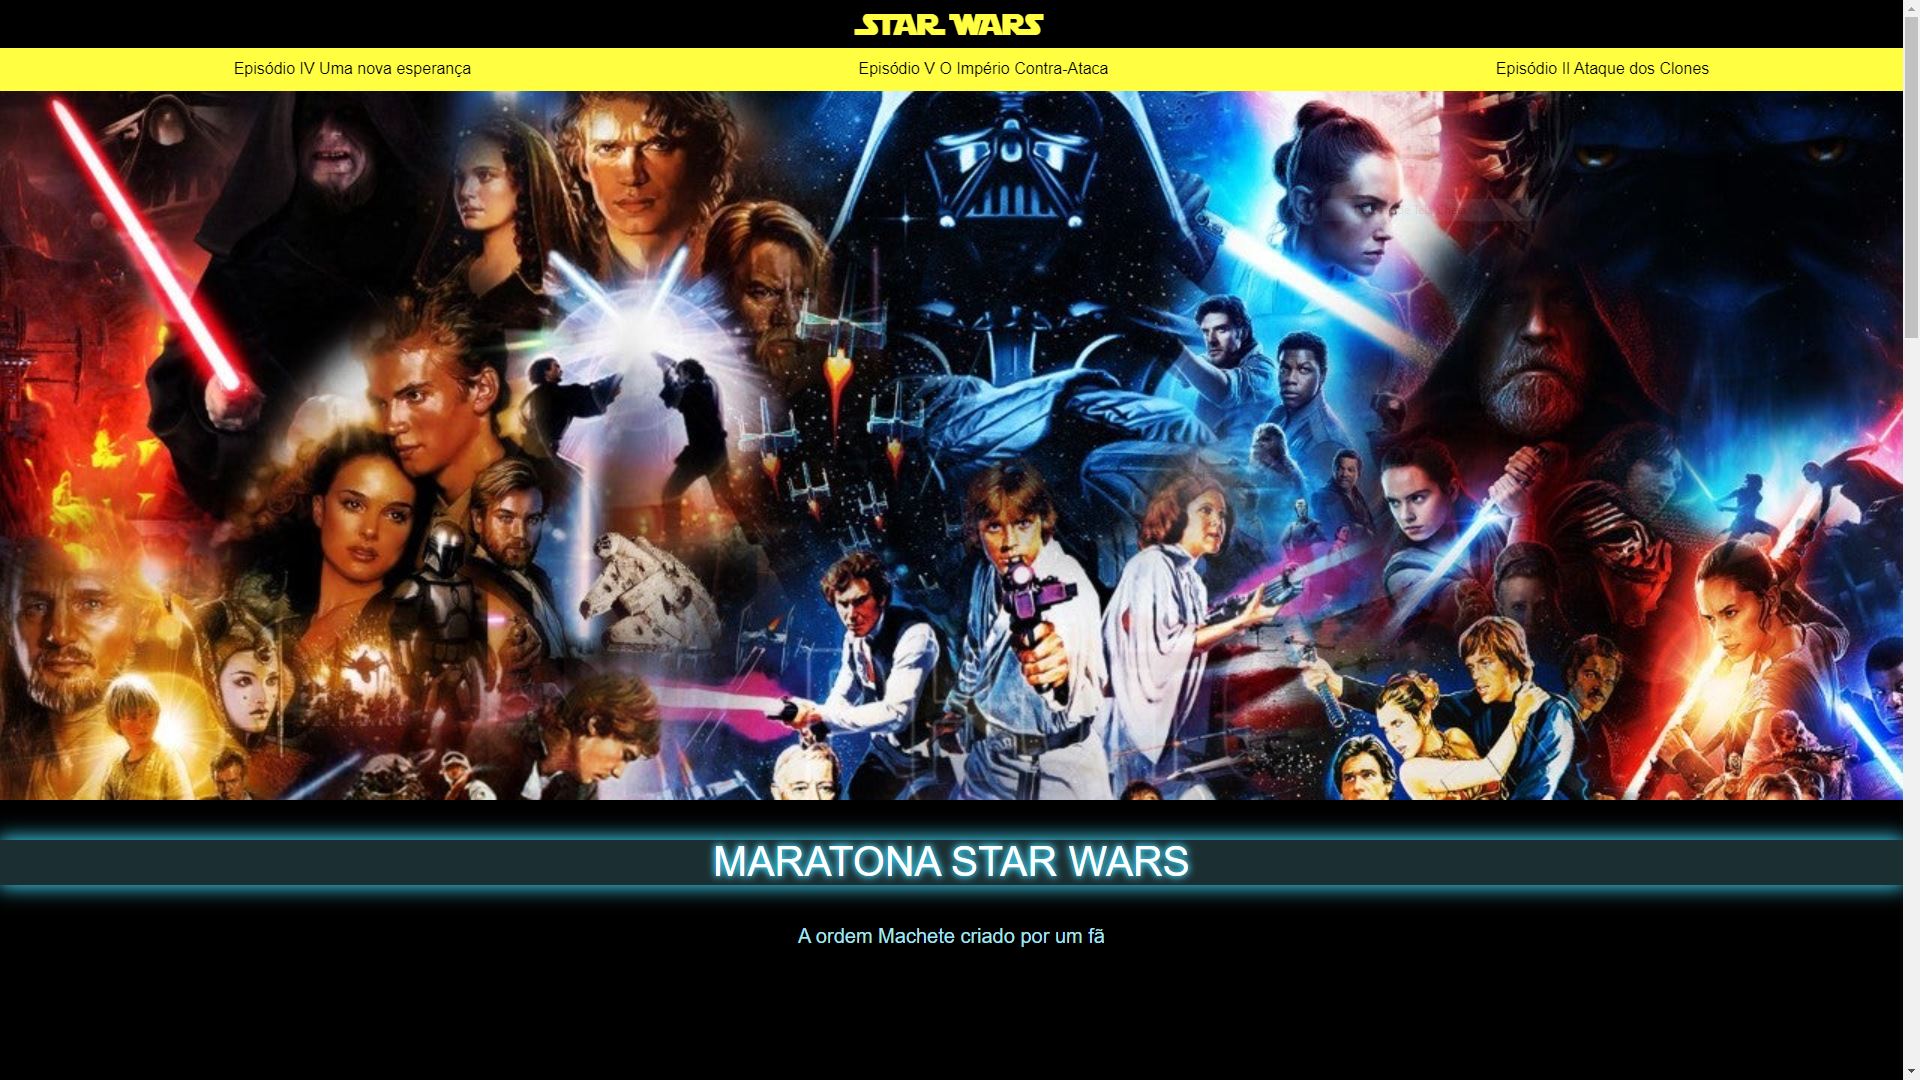 STAR WARS
Episódio IV Uma nova esperança
Episódio V O Império Contra-Ataca
Episódio II Ataque dos Clones
MARATONA STAR WARS
A ordem Machete criado por um fã